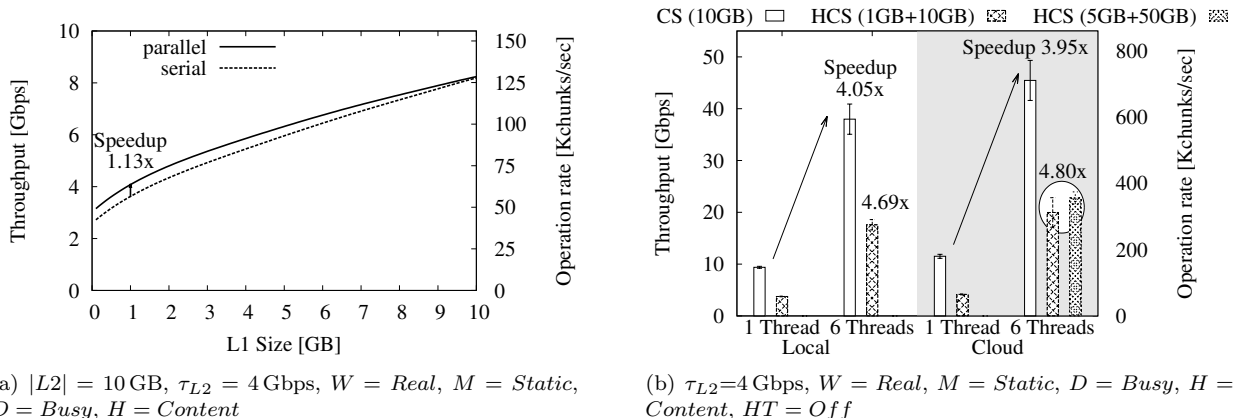 10
8
6
4
2
0
Throughput [Gbps]
parallel
serial
Speedup
1.13x
150
125
100
75
50
25
0
Operation rate [Kchunks/sec]
0 1 2 3 4 5 6 7 8 9 10
L1 Size [GB]
a) |L2| = 10 GB, τL2 = 4 Gbps, W = Real, M = Static,
D = Busy, H = Content
CS (10GB) HCS (1GB+10GB) HCS (5GB+50GB)
50
40
30
20
10
0
Throughput [Gbps]
Speedup
4.05x
4.69x
Speedup 3.95x
4.80x
800
600
400
200
0
Operation rate [Kchunks/sec]
1 Thread 6 Threads 1 Thread 6 Threads
Local Cloud
(b) τL2=4 Gbps, W = Real, M = Static, D = Busy, H =
Content, HT = Off